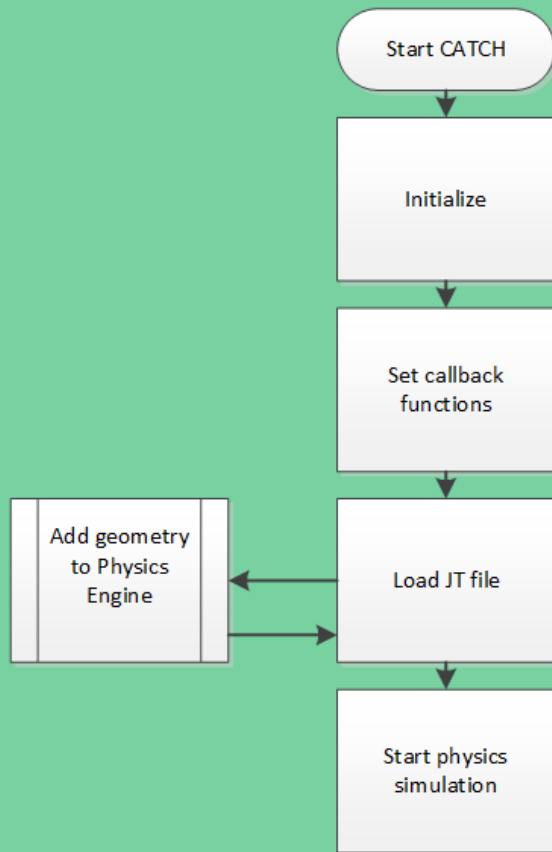 Start CATCH
Initialize
Set callback
functions
Add geometry
to Physics
Engine
Load JT file
Start physics
simulation